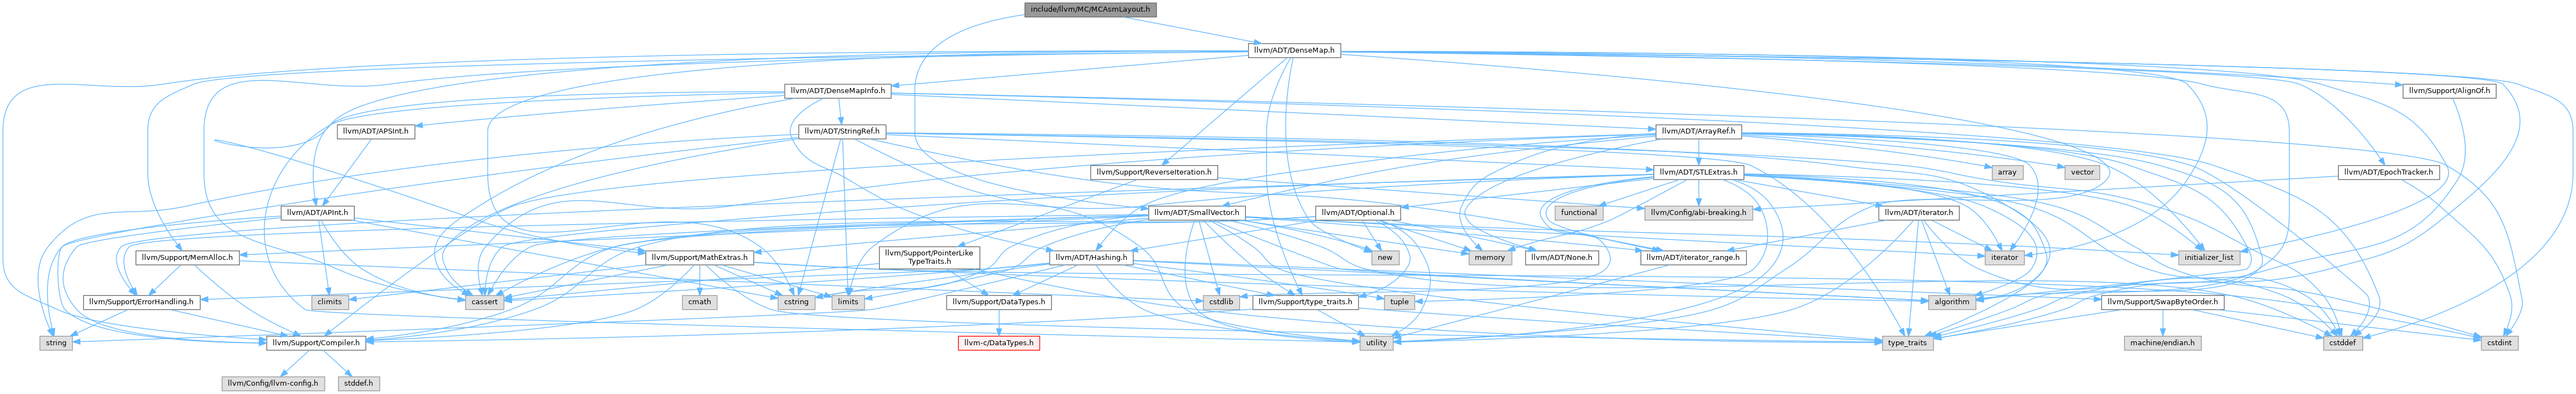 include/llvm/MC/MCAsmLayout.h
llvm/ADT/DenseMap.h
llvm/ADT/DenseMapInfo.h
llvm/Support/AlignOf.h
llvm/ADT/APSInt.h
llvm/ADT/StringRef.h
llvm/ADT/ArrayRef.h
llvm/Support/ReverseIteration.h
llvm/ADT/STLExtras.h
array
vector
llvm/ADT/EpochTracker.h
llvm/ADT/APInt.h
llvm/ADT/SmallVector.h
llvm/ADT/Optional.h
functional
llvm/Config/abi-breaking.h
llvm/ADT/iterator.h
llvm/Support/MemAlloc.h
llvm/Support/MathExtras.h
llvm/Support/PointerLike
TypeTraits.h
llvm/ADT/Hashing.h
new
memory
llvm/ADT/None.h
llvm/ADT/iterator_range.h
iterator
initializer_list
llvm/Support/ErrorHandling.h
climits
cassert
cmath
cstring
limits
llvm/Support/DataTypes.h
cstdlib
llvm/Support/type_traits.h
tuple
algorithm
llvm/Support/SwapByteOrder.h
string
llvm/Support/Compiler.h
llvm-c/DataTypes.h
utility
type_traits
machine/endian.h
cstddef
cstdint
llvm/Config/llvm-config.h
stddef.h